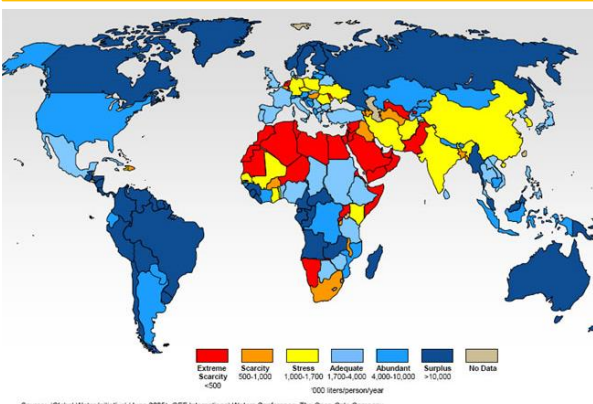 Extreme Scarcity <500
Scarcity 500-1,000
Stress 1,000-1,700
Adequate 1,700-4,000
Abundant 4,000-10,000
Surplus >10,000
No Data
'000 liters/person/year